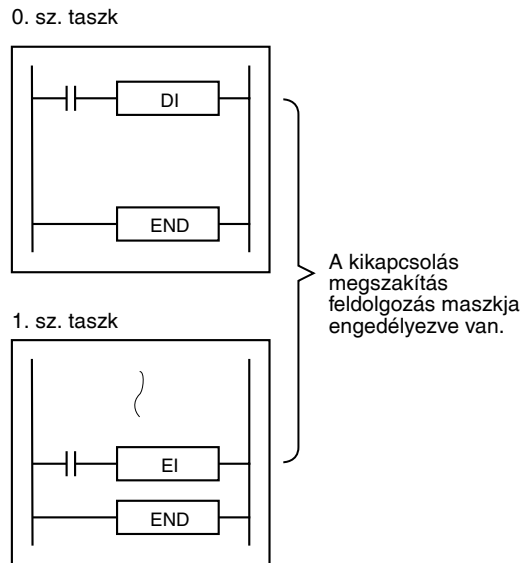 0. sz. taszk
DI
END
A kikapcsolás
megszakítás
feldolgozás maszkja
engedélyezve van.
1. sz. taszk
EI
END